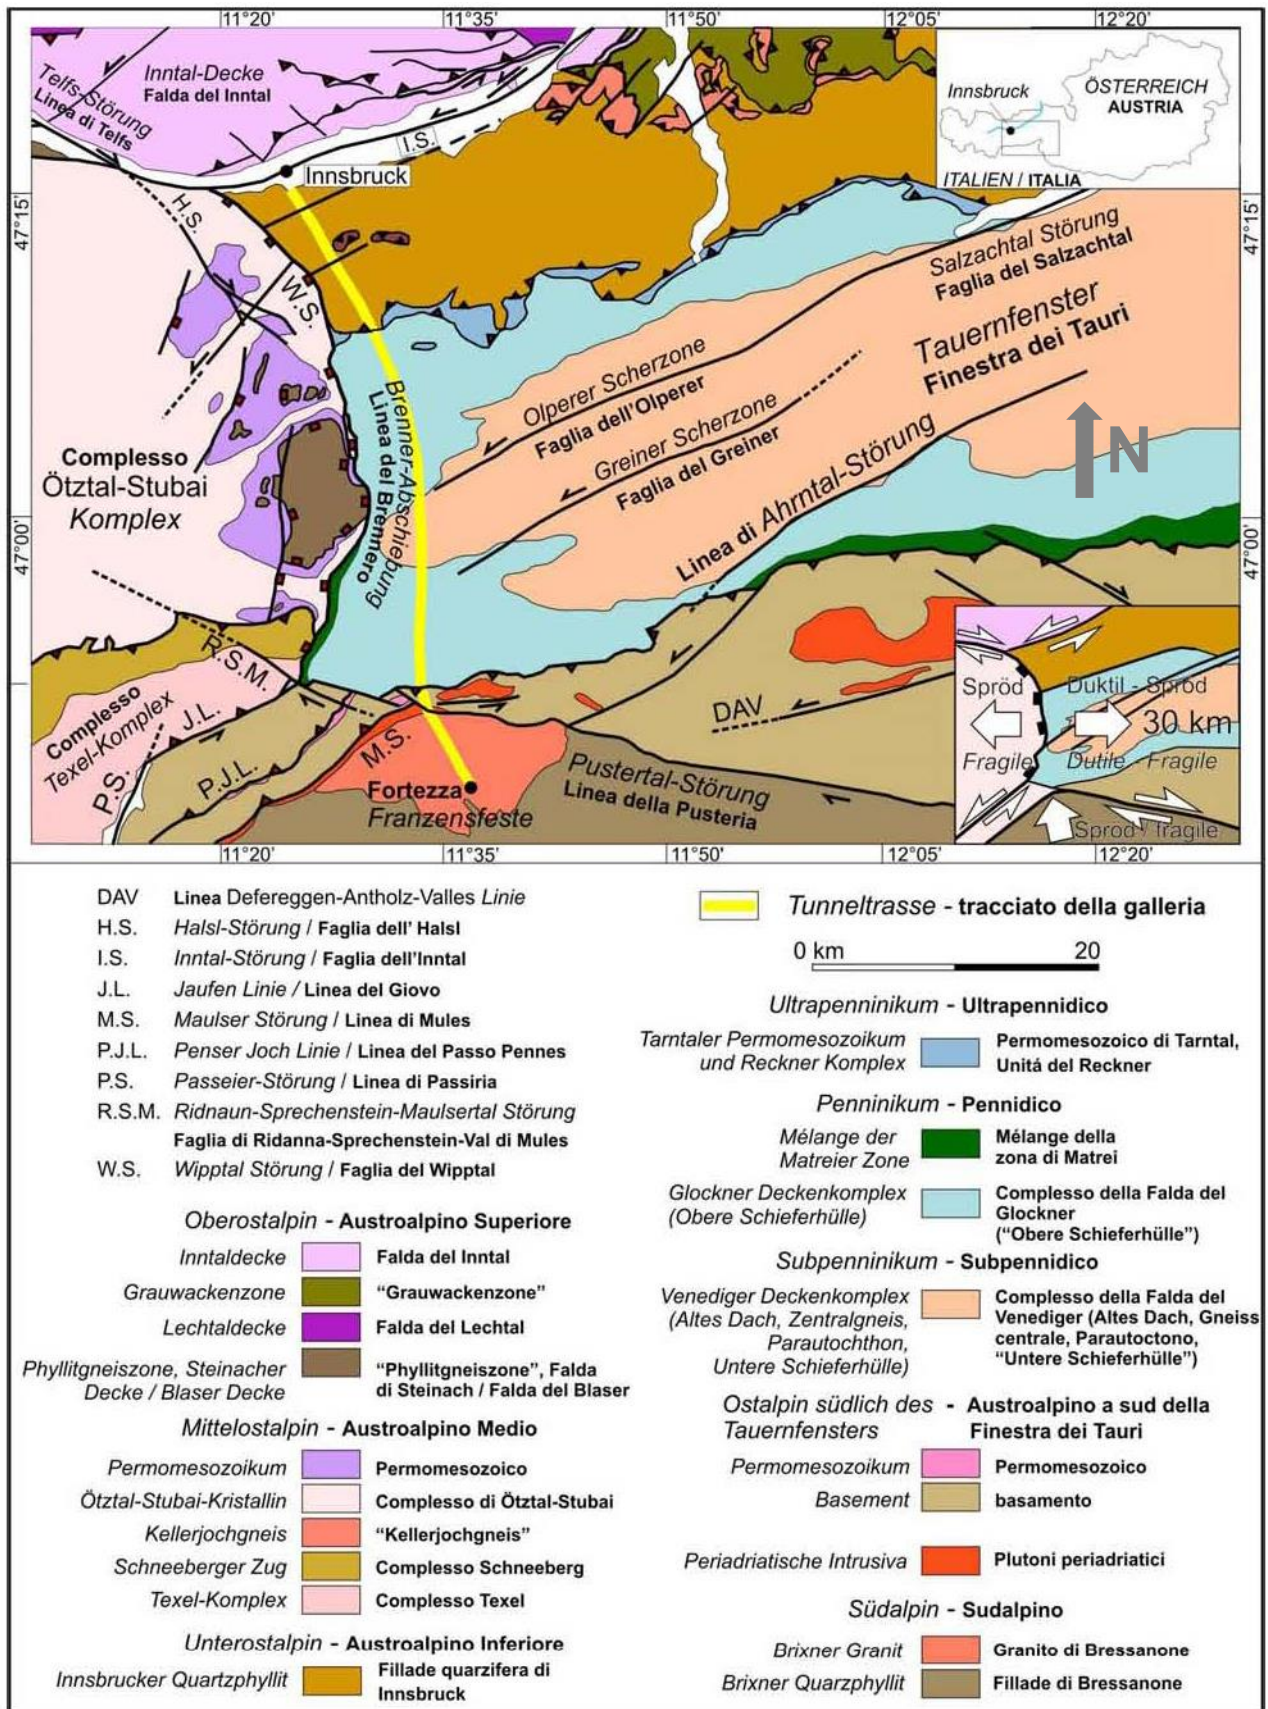 11°20'
11°35'
11°50'
12°05'
12°20'
Telfs-Störung
Linea di Telfs
Inntal-Decke
Falda del Inntal
Innsbruck
ÖSTERREICH
AUSTRIA
ITALIEN / ITALIA
I.S.
Innsbruck
47°15'
47°15'
H.S.
W.S.
Salzachtal Störung
Faglia del Salzachtal
Tauernfenster
Finestra dei Tauri
Olperer Scherzone
Faglia dell'Olperer
Greiner Scherzone
Faglia del Greiner
Brenner-Abschiebung
Linea del Brennero
Linea di Ahrntal-Störung
N
Complesso
Ötztal-Stubai
Komplex
47°00'
47°00'
R.S.M.
Complesso
Texel-Komplex
J.L.
P.S.
P.J.L.
M.S.
DAV
Fortezza
Franzensfeste
Pustertal-Störung
Linea della Pusteria
Spröd
Duktil - Spröd
30 km
Fragile
Dutile - Fragile
Spröd / fragile
11°20'
11°35'
11°50'
12°05'
12°20'
DAV Linea Defereggen-Antholz-Valles Linie
H.S. Halsl-Störung / Faglia dell' Halsl
I.S. Inntal-Störung / Faglia dell'Inntal
J.L. Jaufen Linie / Linea del Giovo
M.S. Maulser Störung / Linea di Mules
P.J.L. Penser Joch Linie / Linea del Passo Pennes
P.S. Passeier-Störung / Linea di Passiria
R.S.M. Ridnaun-Sprechenstein-Maulsertal Störung
Faglia di Ridanna-Sprechenstein-Val di Mules
W.S. Wipptal Störung / Faglia del Wipptal
Oberostalpin - Austroalpino Superiore
Inntaldecke Falda del Inntal
Grauwackenzone “Grauwackenzone”
Lechtaldecke Falda del Lechtal
Phyllitgneiszone, Steinacher “Phyllitgneiszone”, Falda
Decke / Blaser Decke di Steinach / Falda del Blaser
Mittelostalpin - Austroalpino Medio
Permomesozoikum Permomesozoico
Ötztal-Stubai-Kristallin Complesso di Ötztal-Stubai
Kellerjochgneis “Kellerjochgneis”
Schneeberger Zug Complesso Schneeberg
Texel-Komplex Complesso Texel
Unterostalpin - Austroalpino Inferiore
Innsbrucker Quartzphyllit Fillade quarzifera di
Innsbruck
Tunneltrasse - tracciato della galleria
0 km 20
Ultrapenninikum - Ultrapennidico
Tarntaler Permomesozoikum Permomesozoico di Tarntal,
und Reckner Komplex Unitá del Reckner
Penninikum - Pennidico
Mélange der Mélange della
Matreier Zone zona di Matrei
Glockner Deckenkomplex Complesso della Falda del
(Obere Schieferhülle) Glockner
(“Obere Schieferhülle”)
Subpenninikum - Subpennidico
Venediger Deckenkomplex Complesso della Falda del
(Altes Dach, Zentralgneis, Venediger (Altes Dach, Gneiss
Parautochthon, centrale, Parautoctono,
Untere Schieferhülle) “Untere Schieferhülle”)
Ostalpin südlich des - Austroalpino a sud della
Tauernfensters Finestra dei Tauri
Permomesozoikum Permomesozoico
Basement basamento
Periadriatische Intrusiva Plutoni periadriatici
Südalpin - Sudalpino
Brixner Granit Granito di Bressanone
Brixner Quarzphyllit Fillade di Bressanone